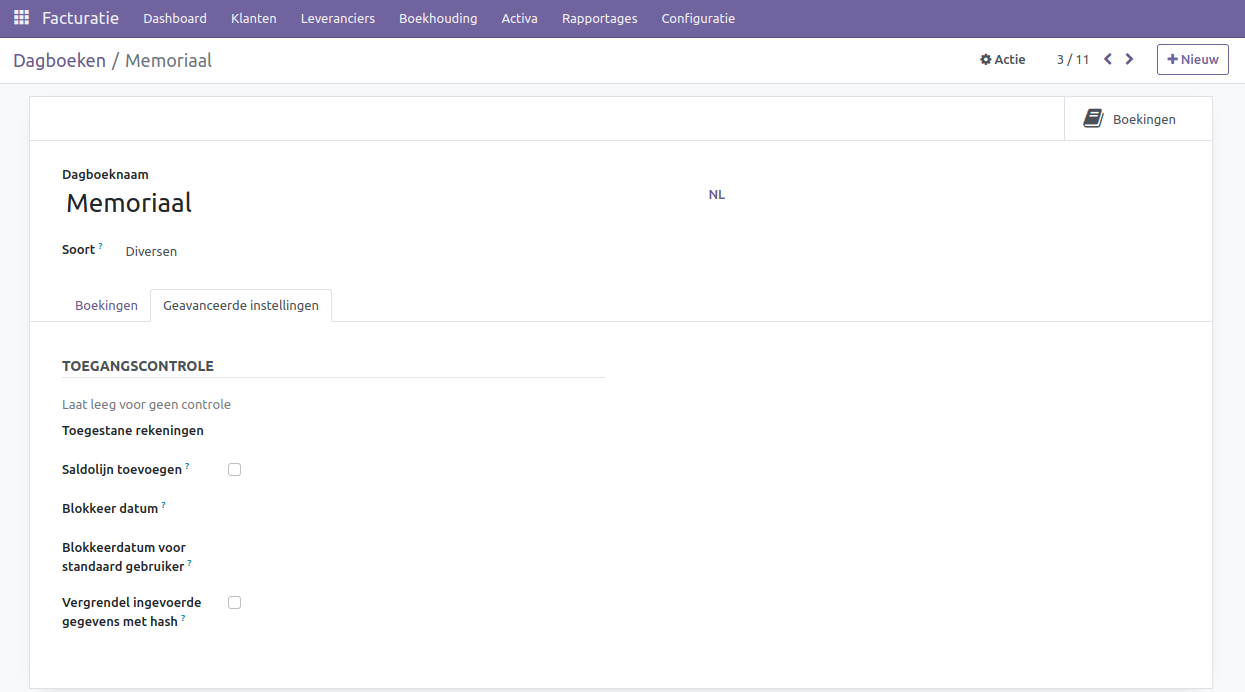 Facturatie Dashboard Klanten Leveranciers Boekhouding Activa Rapportages Configuratie
Dagboeken / Memoriaal Actie 3 / 11 Nieuw
Boekingen
Dagboeknaam
Memoriaal NL
Soort ? Diversen
Boekingen Geavanceerde instellingen
TOEGANGSCONTROLE
Laat leeg voor geen controle
Toegestane rekeningen
Saldolijn toevoegen ?
Blokkeer datum ?
Blokkeerdatum voor
standaard gebruiker ?
Vergrendel ingevoerde
gegevens met hash ?